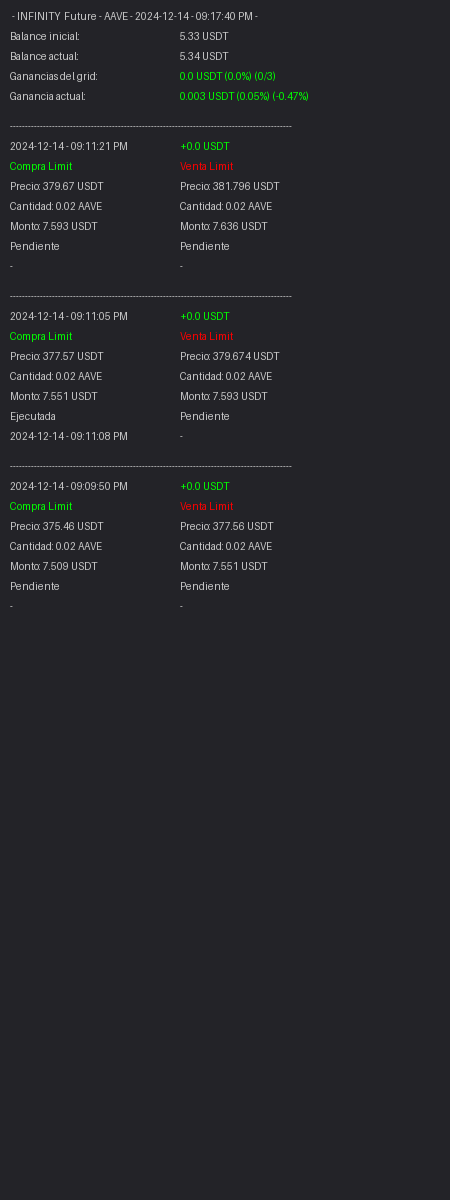 - INFINITY Future - AAVE - 2024-12-14 - 09:17:40 PM -
Balance inicial: 5.33 USDT
Balance actual: 5.34 USDT
Ganancias del grid: 0.0 USDT (0.0%) (0/3)
Ganancia actual: 0.003 USDT (0.05%) (-0.47%)
----------------------------------------------------------------------------------------------
2024-12-14 - 09:11:21 PM +0.0 USDT
Compra Limit Venta Limit
Precio: 379.67 USDT Precio: 381.796 USDT
Cantidad: 0.02 AAVE Cantidad: 0.02 AAVE
Monto: 7.593 USDT Monto: 7.636 USDT
Pendiente Pendiente
- -
----------------------------------------------------------------------------------------------
2024-12-14 - 09:11:05 PM +0.0 USDT
Compra Limit Venta Limit
Precio: 377.57 USDT Precio: 379.674 USDT
Cantidad: 0.02 AAVE Cantidad: 0.02 AAVE
Monto: 7.551 USDT Monto: 7.593 USDT
Ejecutada Pendiente
2024-12-14 - 09:11:08 PM -
----------------------------------------------------------------------------------------------
2024-12-14 - 09:09:50 PM +0.0 USDT
Compra Limit Venta Limit
Precio: 375.46 USDT Precio: 377.56 USDT
Cantidad: 0.02 AAVE Cantidad: 0.02 AAVE
Monto: 7.509 USDT Monto: 7.551 USDT
Pendiente Pendiente
- -